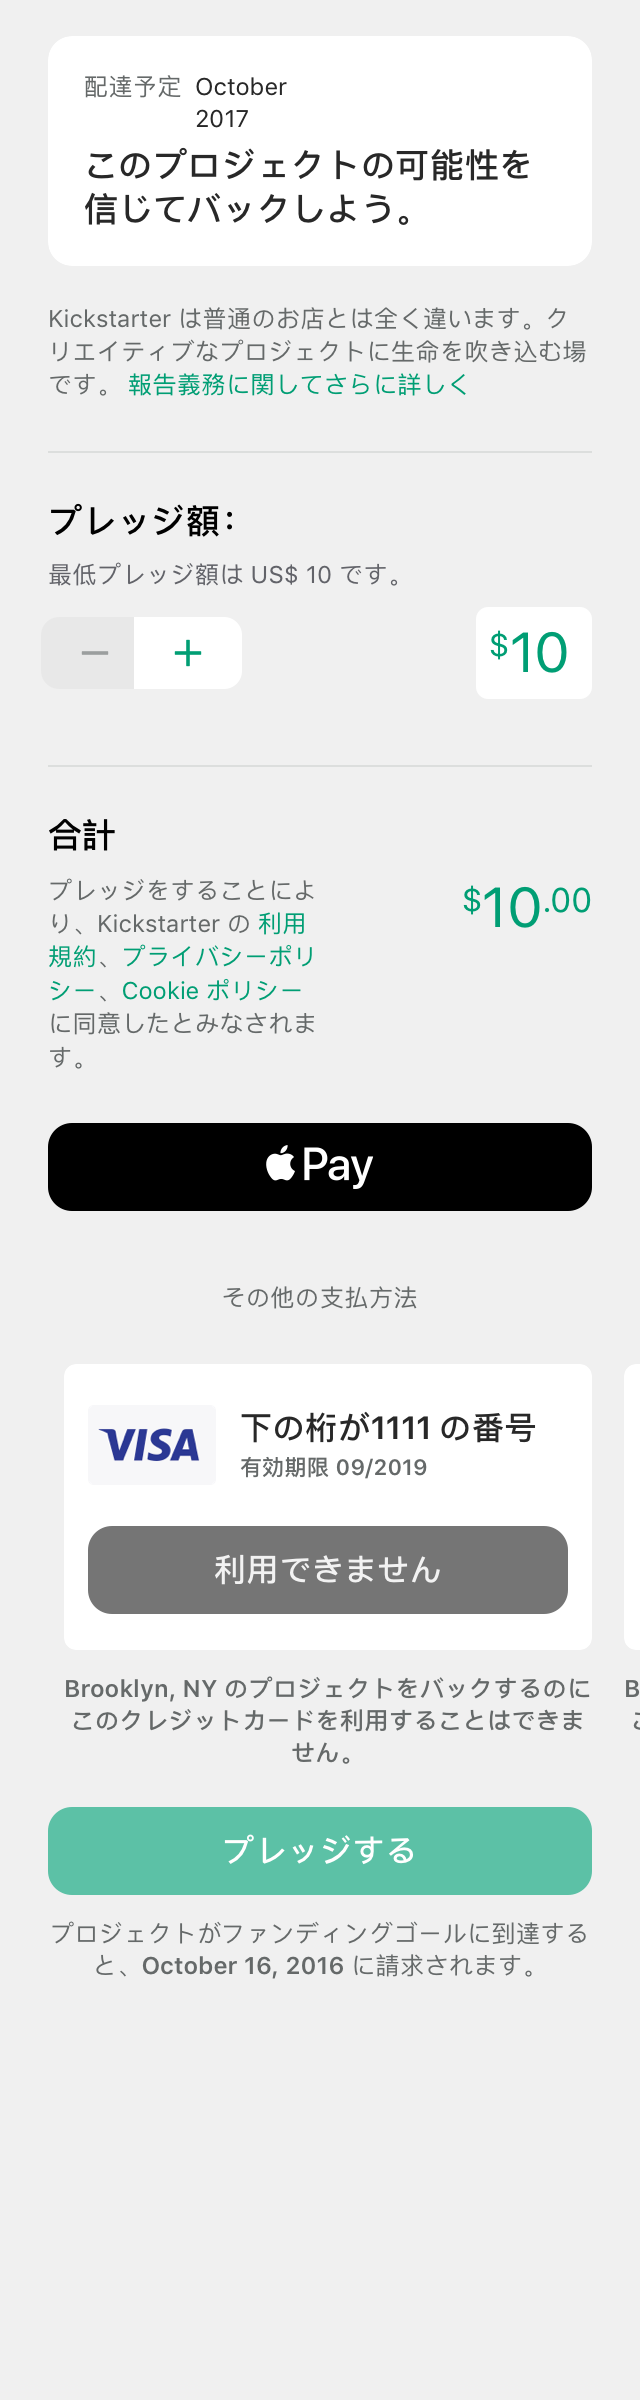 配達予定 October
2017
このプロジェクトの可能性を
信じてバックしよう。
Kickstarter は普通のお店とは全く違います。ク
リエイティブなプロジェクトに生命を吹き込む場
です。 報告義務に関してさらに詳しく
プレッジ額:
最低プレッジ額は US$ 10 です。
− +
$10
合計
プレッジをすることによ
り、Kickstarter の 利用
規約、プライバシーポリ
シー、Cookie ポリシー
に同意したとみなされま
す。
$10.00
Pay
その他の支払方法
VISA
下の桁が1111 の番号
有効期限 09/2019
利用できません
Brooklyn, NY のプロジェクトをバックするのに
このクレジットカードを利用することはできま
せん。
プレッジする
プロジェクトがファンディングゴールに到達する
と、October 16, 2016 に請求されます。